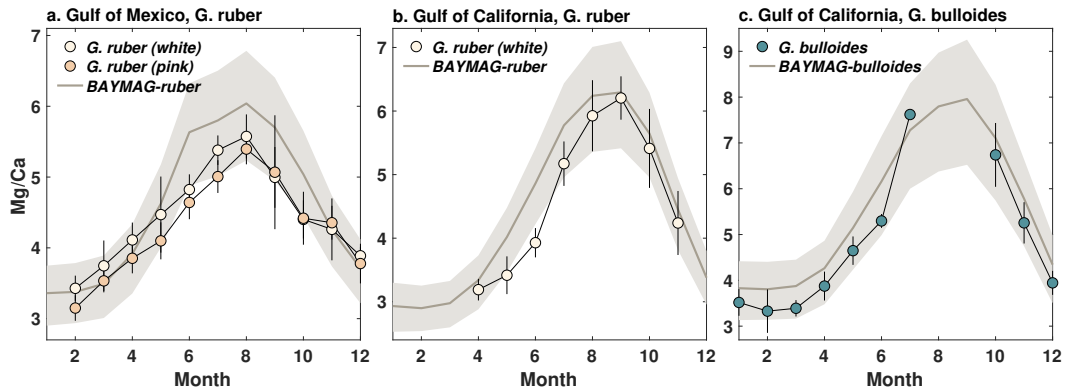 a. Gulf of Mexico, G. ruber
7
6
5
4
3
Mg/Ca
G. ruber (white)
G. ruber (pink)
BAYMAG-ruber
2 4 6 8 10 12
Month
b. Gulf of California, G. ruber
7
6
5
4
3
G. ruber (white)
BAYMAG-ruber
2 4 6 8 10 12
Month
c. Gulf of California, G. bulloides
9
8
7
6
5
4
3
G. bulloides
BAYMAG-bulloides
2 4 6 8 10 12
Month